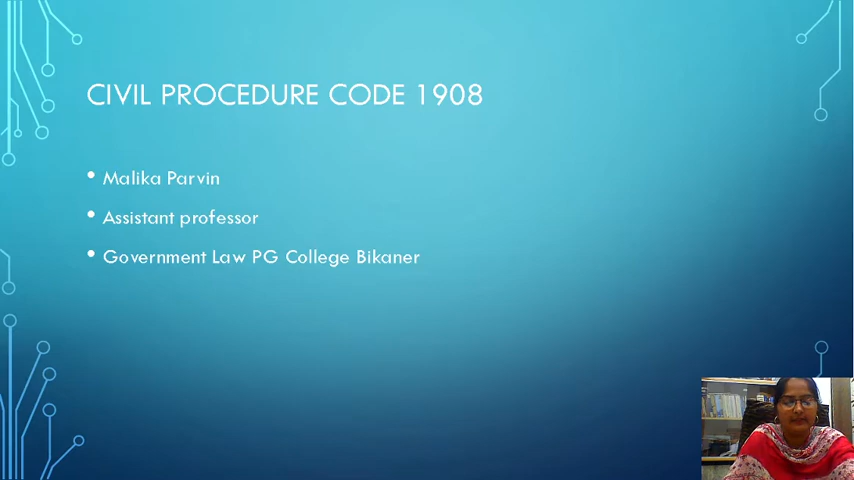 CIVIL PROCEDURE CODE 1908
• Malika Parvin
• Assistant professor
• Government Law PG College Bikaner